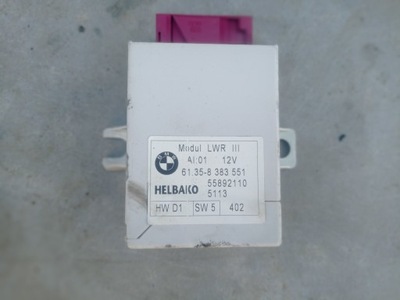 BMW
Modul LWR III
AI:01 12V
61.35-8 383 551
HELBAKO 55892110
5113
HW D1 SW 5 402